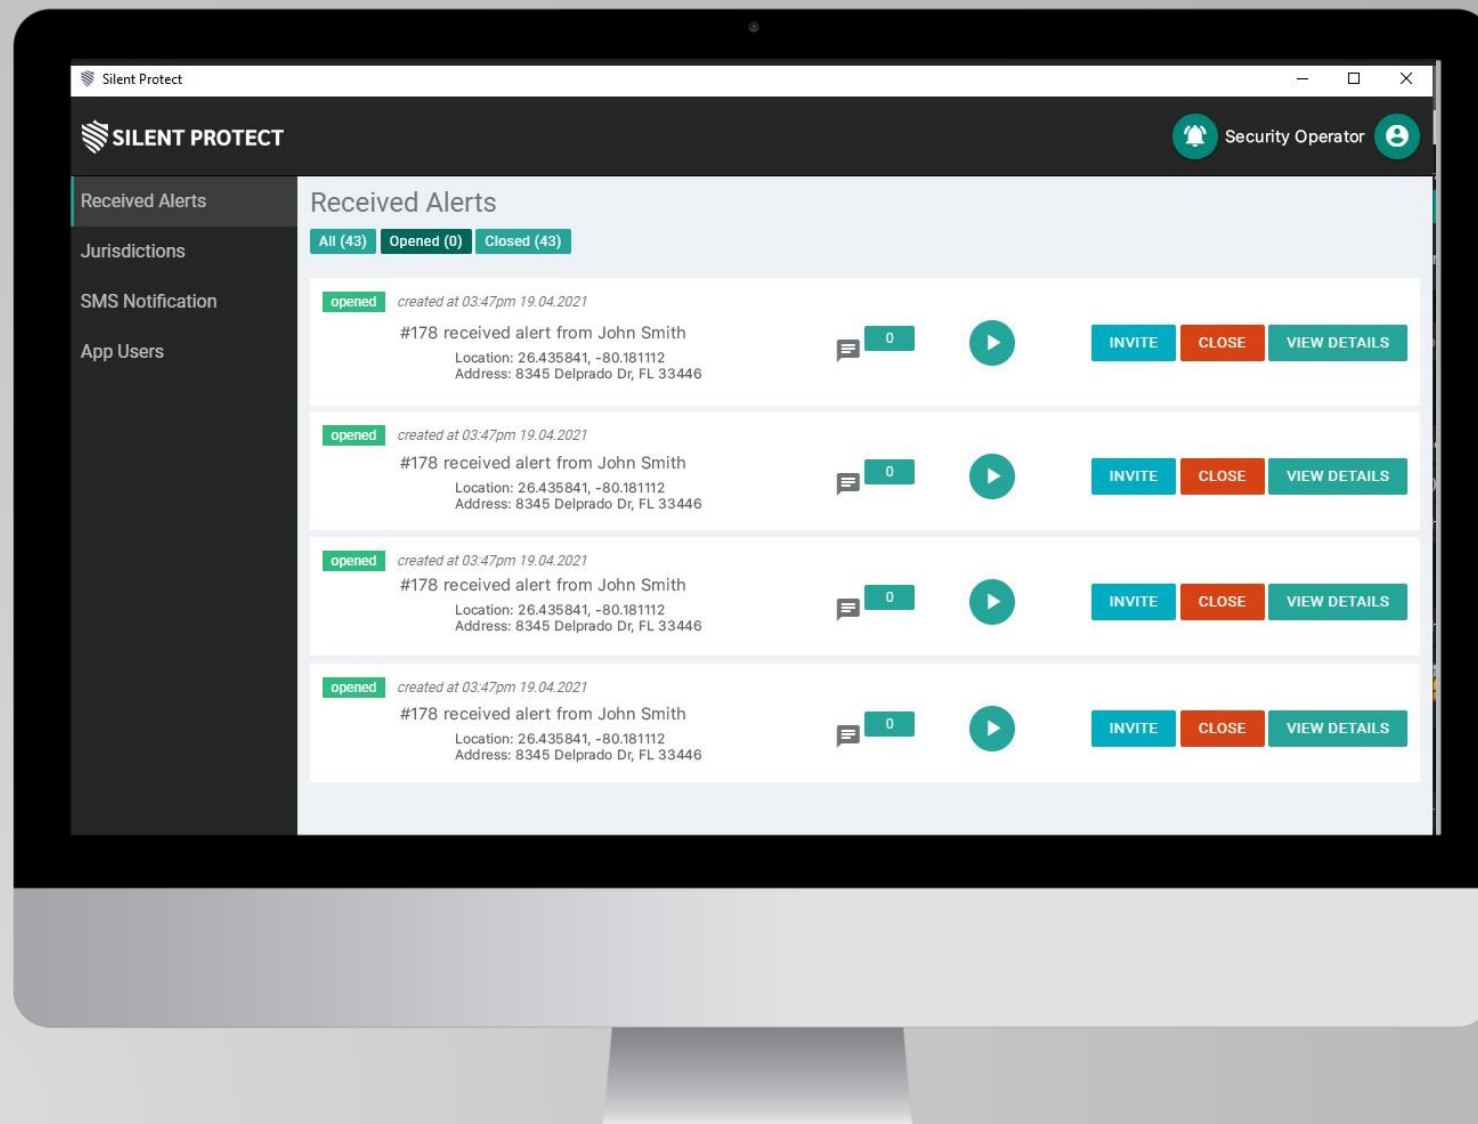 Silent Protect
SILENT PROTECT
Security Operator
Received Alerts
Jurisdictions
SMS Notification
App Users
Received Alerts
All (43) Opened (0) Closed (43)
opened created at 03:47pm 19.04.2021
#178 received alert from John Smith
Location: 26.435841, -80.181112
Address: 8345 Delprado Dr, FL 33446
0
INVITE CLOSE VIEW DETAILS
opened created at 03:47pm 19.04.2021
#178 received alert from John Smith
Location: 26.435841, -80.181112
Address: 8345 Delprado Dr, FL 33446
0
INVITE CLOSE VIEW DETAILS
opened created at 03:47pm 19.04.2021
#178 received alert from John Smith
Location: 26.435841, -80.181112
Address: 8345 Delprado Dr, FL 33446
0
INVITE CLOSE VIEW DETAILS
opened created at 03:47pm 19.04.2021
#178 received alert from John Smith
Location: 26.435841, -80.181112
Address: 8345 Delprado Dr, FL 33446
0
INVITE CLOSE VIEW DETAILS